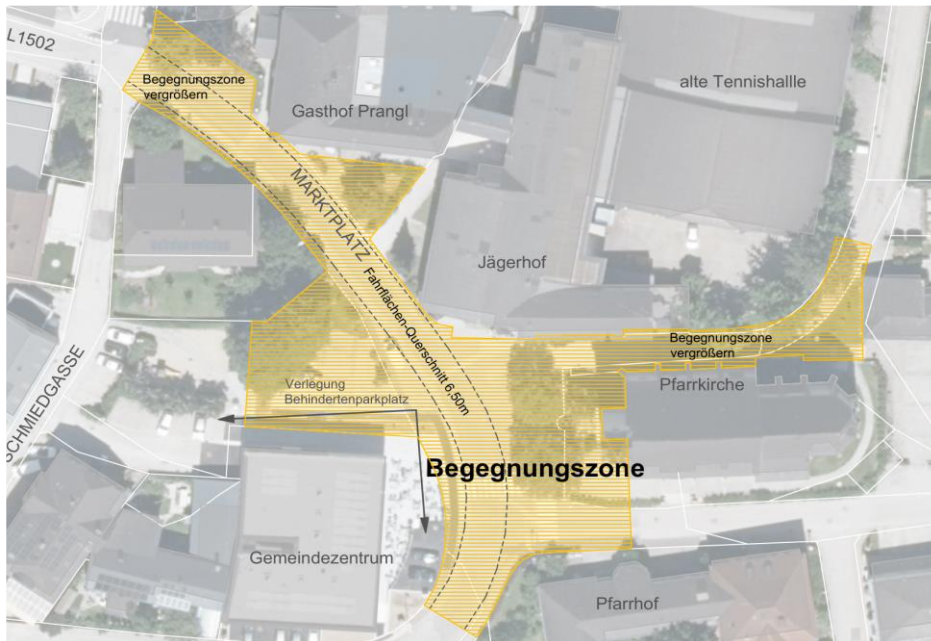 L1502
Begegnungszone
vergrößern
Gasthof Prangl
alte Tennishallle
MARKTPLATZ
Fahrflächen-Querschnitt 6,50m
Jägerhof
Begegnungszone
vergrößern
SCHMIEDGASSE
Verlegung
Behindertenparkplatz
Pfarrkirche
Begegnungszone
Gemeindezentrum
Pfarrhof